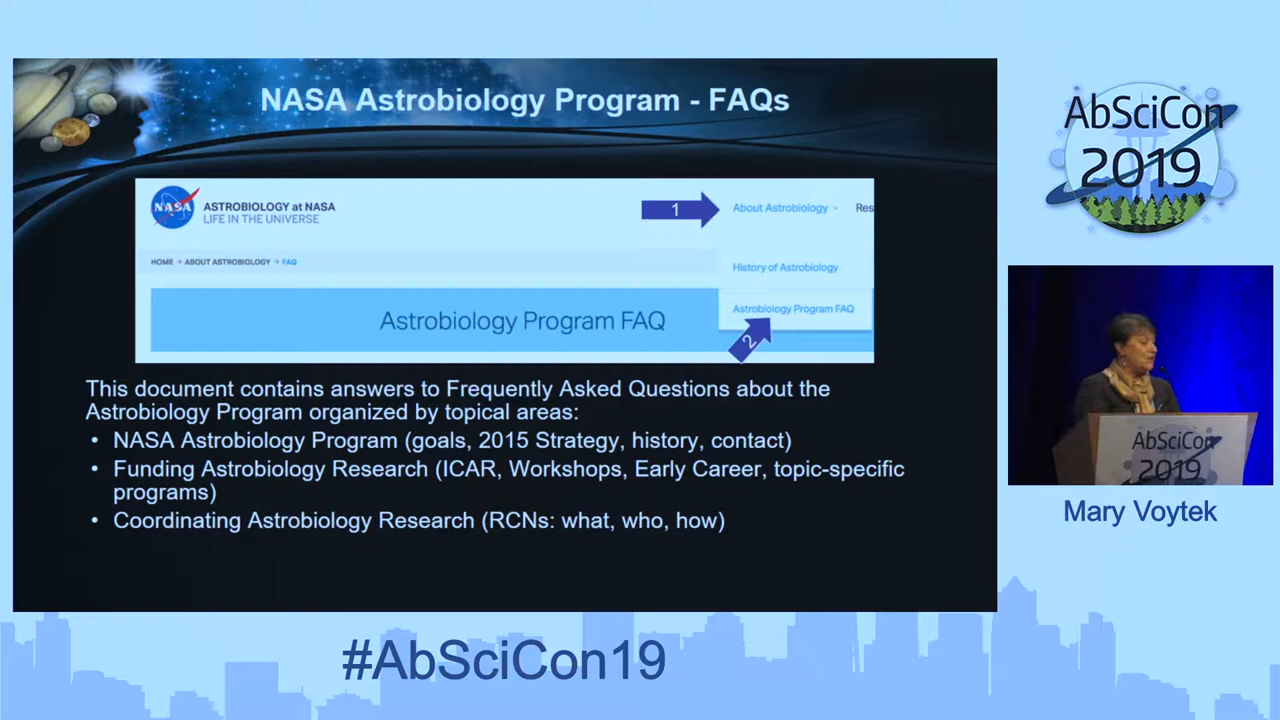 NASA Astrobiology Program - FAQs
NASA
ASTROBIOLOGY at NASA
LIFE IN THE UNIVERSE
1
About Astrobiology
Res
HOME → ABOUT ASTROBIOLOGY → FAQ
History of Astrobiology
Astrobiology Program FAQ
Astrobiology Program FAQ
2
This document contains answers to Frequently Asked Questions about the
Astrobiology Program organized by topical areas:
• NASA Astrobiology Program (goals, 2015 Strategy, history, contact)
• Funding Astrobiology Research (ICAR, Workshops, Early Career, topic-specific
programs)
• Coordinating Astrobiology Research (RCNs: what, who, how)
AbSciCon
2019
AbSciCon
2019
Mary Voytek
#AbSciCon19